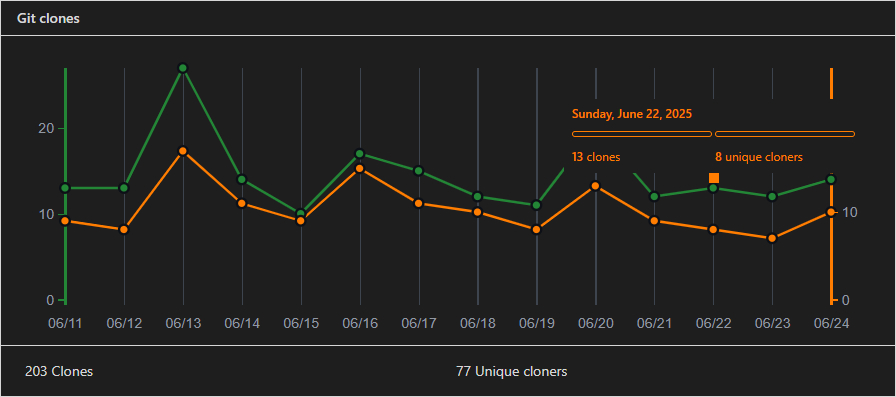 Git clones
Sunday, June 22, 2025
13 clones 8 unique cloners
20
10 10
0 0
06/11 06/12 06/13 06/14 06/15 06/16 06/17 06/18 06/19 06/20 06/21 06/22 06/23 06/24
203 Clones 77 Unique cloners